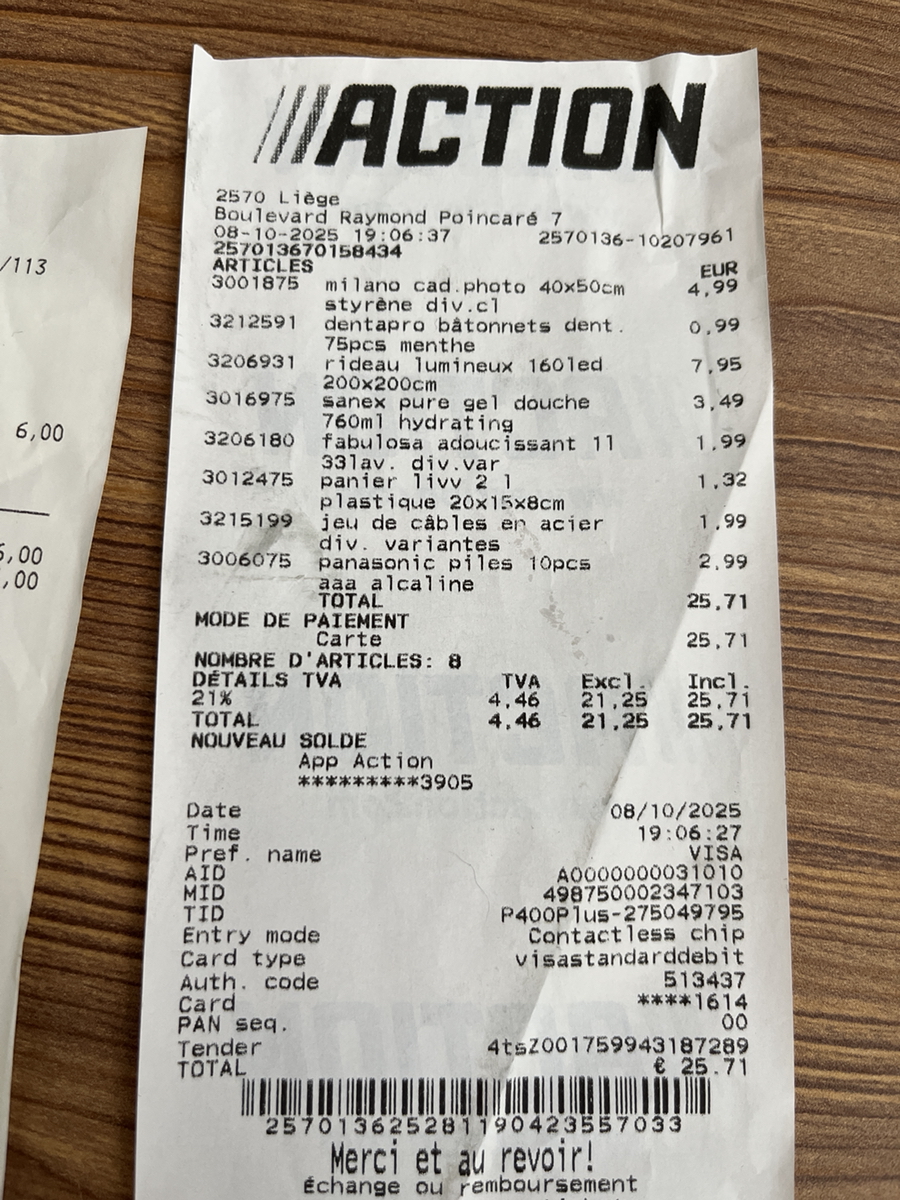 /113
6,00
,00
,00
///ACTION
2570 Liège
Boulevard Raymond Poincaré 7
08-10-2025 19:06:37 2570136-10207961
257013670158434
ARTICLES EUR
3001875 milano cad.photo 40x50cm 4,99
styrène div.cl
3212591 dentapro bâtonnets dent. 0,99
75pcs menthe
3206931 rideau lumineux 160led 7,95
200x200cm
3016975 sanex pure gel douche 3,49
760ml hydrating
3206180 fabulosa adoucissant 1l 1,99
33lav. div.var
3012475 panier livv 2 l 1,32
plastique 20x15x8cm
3215199 jeu de câbles en acier 1,99
div. variantes
3006075 panasonic piles 10pcs 2,99
aaa alcaline
TOTAL 25,71
MODE DE PAIEMENT
Carte 25,71
NOMBRE D'ARTICLES: 8
DÉTAILS TVA TVA Excl. Incl.
21% 4,46 21,25 25,71
TOTAL 4,46 21,25 25,71
NOUVEAU SOLDE
App Action
*********3905
Date 08/10/2025
Time 19:06:27
Pref. name VISA
AID A0000000031010
MID 498750002347103
TID P400Plus-275049795
Entry mode Contactless chip
Card type visastandarddebit
Auth. code 513437
Card ****1614
PAN seq. 00
Tender 4tsZ001759943187289
TOTAL € 25.71
257013625281190423557033
Merci et au revoir!
échange ou remboursement